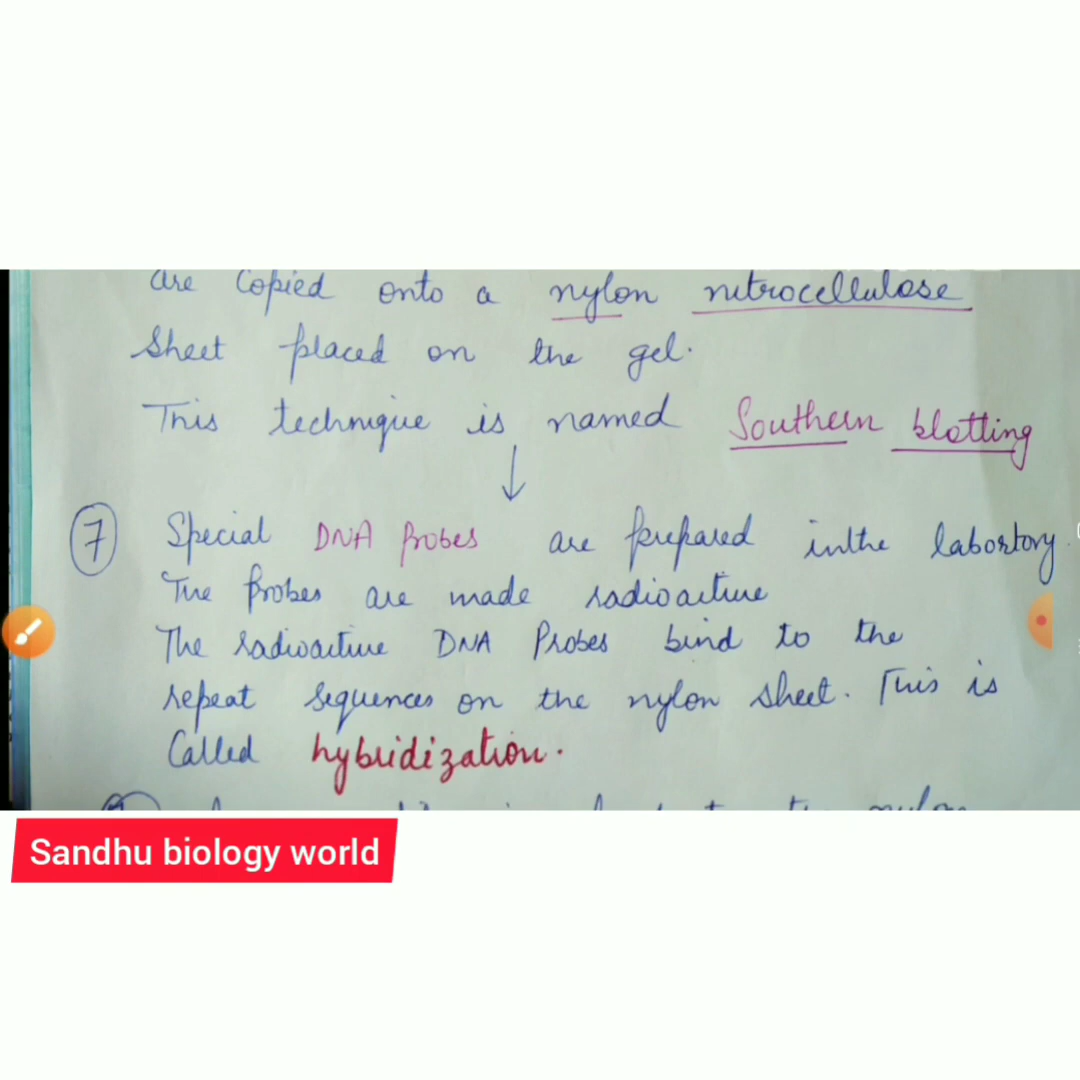 are Copied onto a nylon nitrocellulose
Sheet placed on the gel.
This technique is named Southern blotting
7 Special DNA Probes are prepared inthe labortory.
The Probes are made radioactive
The radioactive DNA Probes bind to the
repeat sequences on the nylon sheet. This is
Called hybridization.
Sandhu biology world